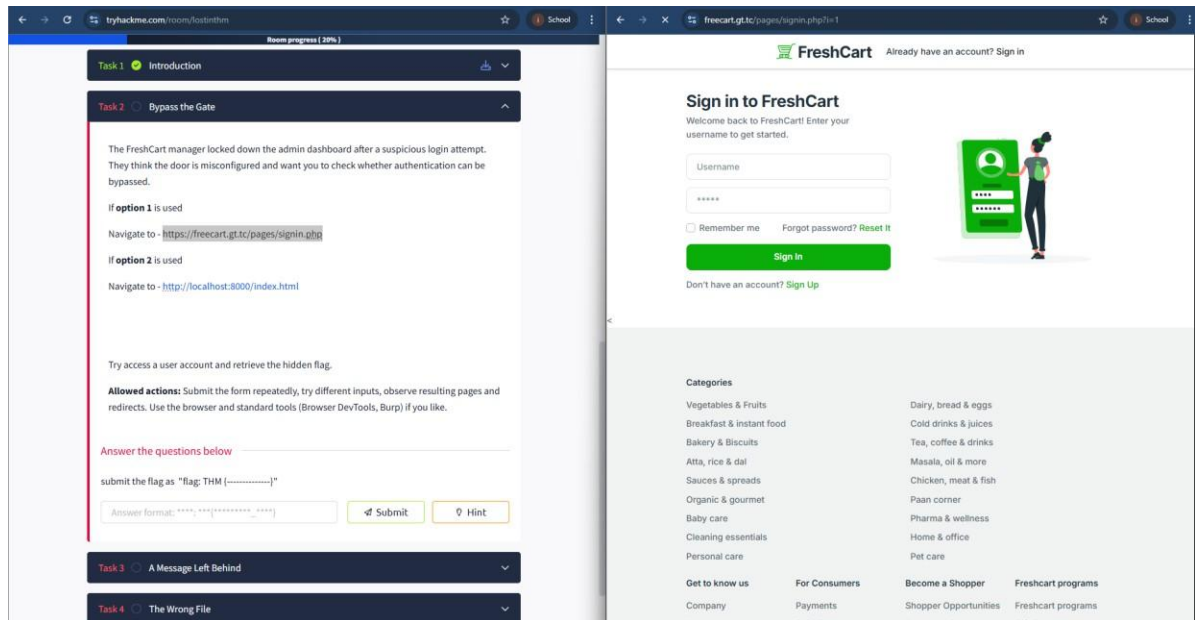 tryhackme.com/room/lostinthm
School
Room progress ( 20% )
Task 1 Introduction
Task 2 Bypass the Gate
The FreshCart manager locked down the admin dashboard after a suspicious login attempt.
They think the door is misconfigured and want you to check whether authentication can be
bypassed.
If option 1 is used
Navigate to - https://freecart.gt.tc/pages/signin.php
If option 2 is used
Navigate to - http://localhost:8000/index.html
Try access a user account and retrieve the hidden flag.
Allowed actions: Submit the form repeatedly, try different inputs, observe resulting pages and
redirects. Use the browser and standard tools (Browser DevTools, Burp) if you like.
Answer the questions below
submit the flag as "flag: THM {--------------}"
Answer format: ****: ***{*********_****}
Submit
Hint
Task 3 A Message Left Behind
Task 4 The Wrong File
freecart.gt.tc/pages/signin.php?i=1
School
FreshCart Already have an account? Sign in
Sign in to FreshCart
Welcome back to FreshCart! Enter your
username to get started.
Username
*****
Remember me Forgot password? Reset It
Sign In
Don't have an account? Sign Up
<
Categories
Vegetables & Fruits
Breakfast & instant food
Bakery & Biscuits
Atta, rice & dal
Sauces & spreads
Organic & gourmet
Baby care
Cleaning essentials
Personal care
Dairy, bread & eggs
Cold drinks & juices
Tea, coffee & drinks
Masala, oil & more
Chicken, meat & fish
Paan corner
Pharma & wellness
Home & office
Pet care
Get to know us For Consumers Become a Shopper Freshcart programs
Company Payments Shopper Opportunities Freshcart programs